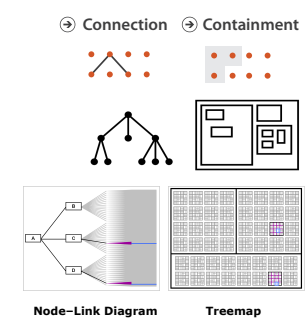 Connection Containment
B
A C
D
Node–Link Diagram Treemap